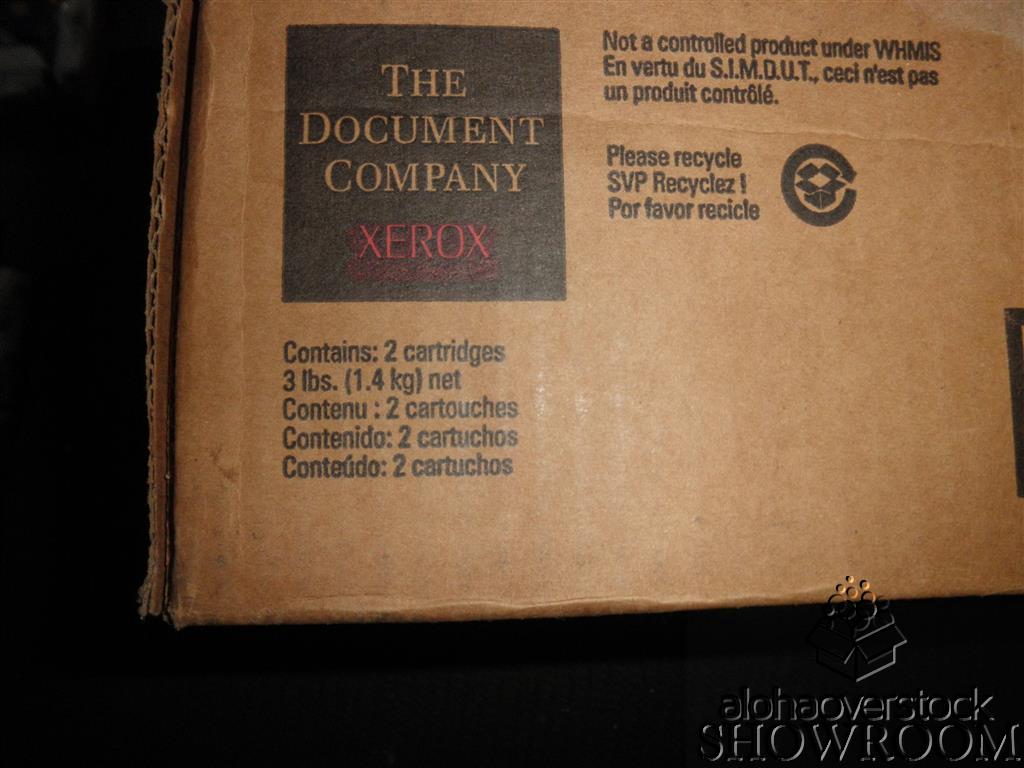 THE
DOCUMENT
COMPANY
XEROX
Not a controlled product under WHMIS
En vertu du S.I.M.D.U.T., ceci n'est pas
un produit contrôlé.
Please recycle
SVP Recyclez !
Por favor recicle
Contains: 2 cartridges
3 lbs. (1.4 kg) net
Contenu : 2 cartouches
Contenido: 2 cartuchos
Conteúdo: 2 cartuchos
alohaoverstock
SHOWROOM